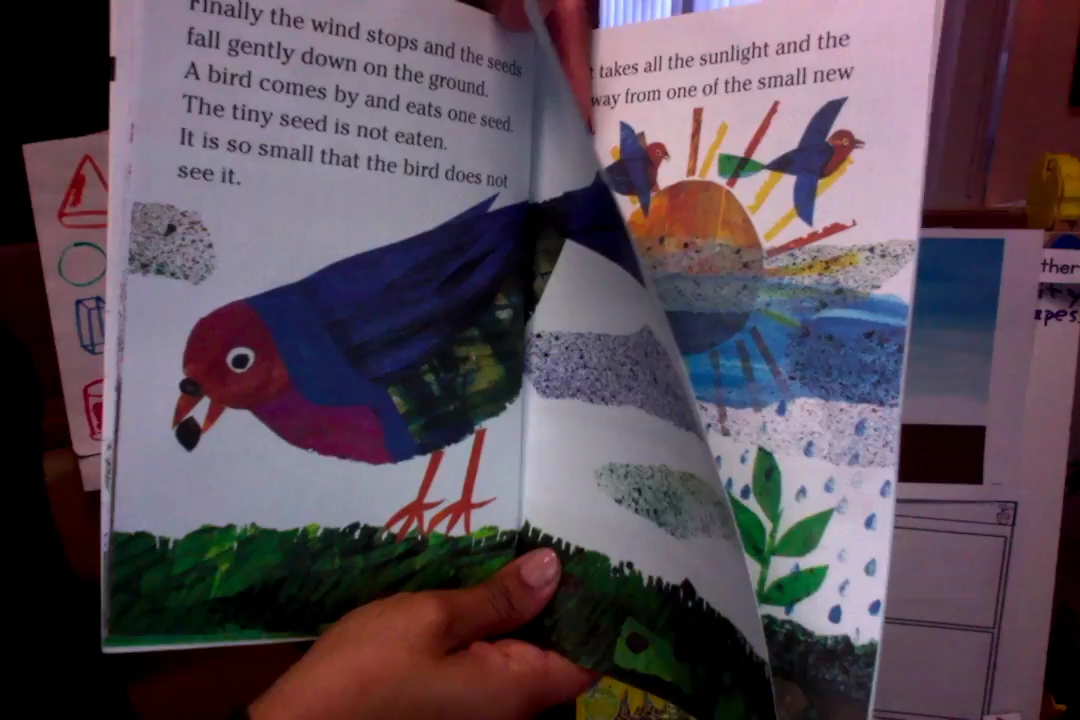 Finally the wind stops and the seeds
fall gently down on the ground.
A bird comes by and eats one seed.
The tiny seed is not eaten.
It is so small that the bird does not
see it.
takes all the sunlight and the
way from one of the small new